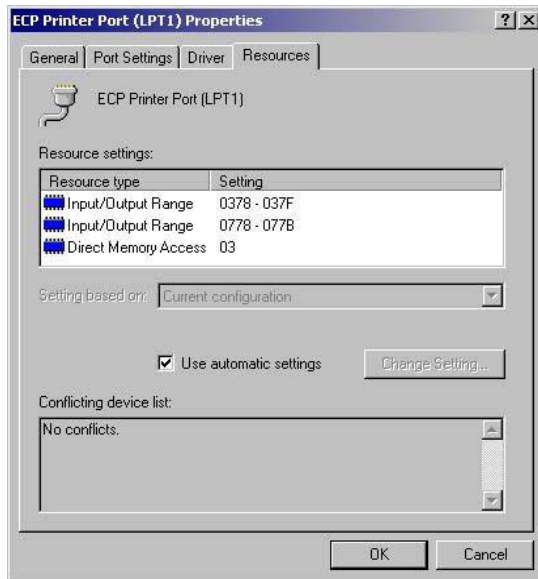 ECP Printer Port (LPT1) Properties
General Port Settings Driver Resources
ECP Printer Port (LPT1)
Resource settings:
Resource type Setting
Input/Output Range 0378 - 037F
Input/Output Range 0778 - 077B
Direct Memory Access 03
Setting based on: Current configuration
Use automatic settings Change Setting...
Conflicting device list:
No conflicts.
OK Cancel